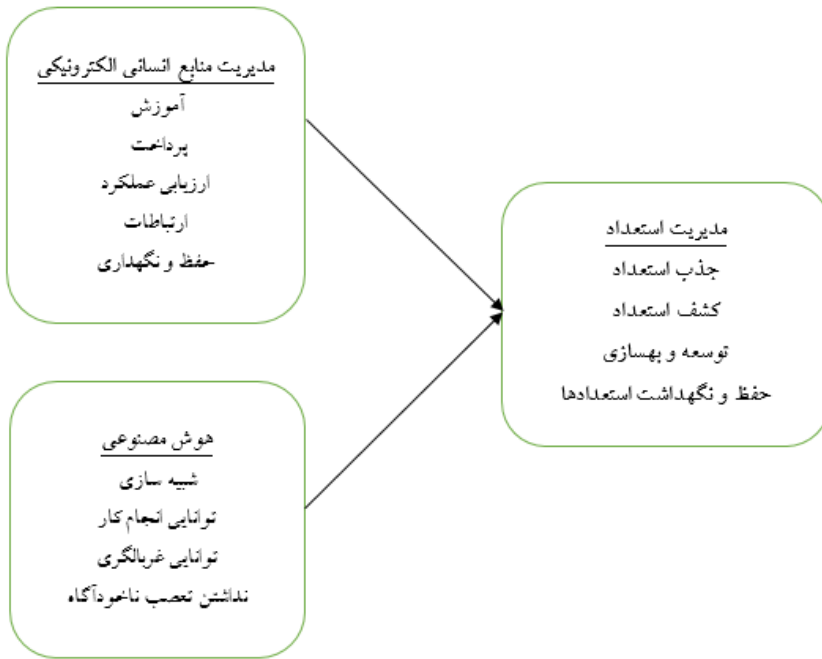 مدیریت منابع انسانی الکترونیکی
آموزش
پرداخت
ارزیابی عملکرد
ارتباطات
حفظ و نگهداری
مدیریت استعداد
جذب استعداد
کشف استعداد
توسعه و بهسازی
حفظ و نگهداشت استعدادها
هوش مصنوعی
شبیه سازی
توانایی انجام کار
توانایی غربالگری
نداشتن تعصب ناخودآگاه